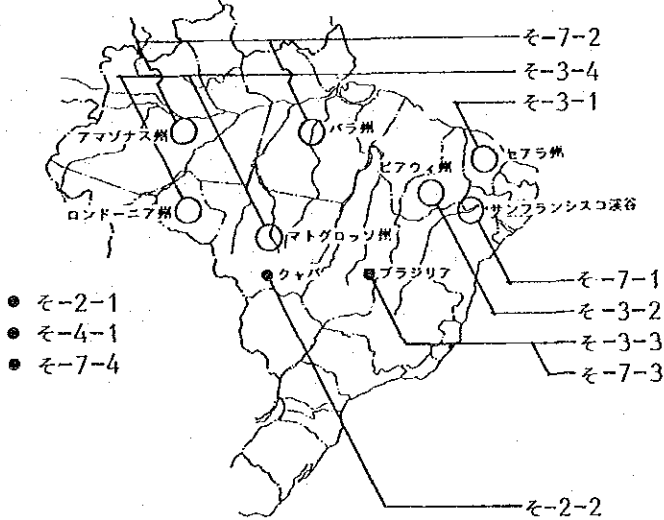 そ-7-2
そ-3-4
そ-3-1
アマゾナス州
パラ州
セアラ州
ピアウィ州
ロンドーニア州
サンフランシスコ渓谷
マトグロッソ州
クャバ
ブラジリア
そ-7-1
● そ-2-1
そ-3-2
● そ-4-1
そ-3-3
● そ-7-4
そ-7-3
そ-2-2